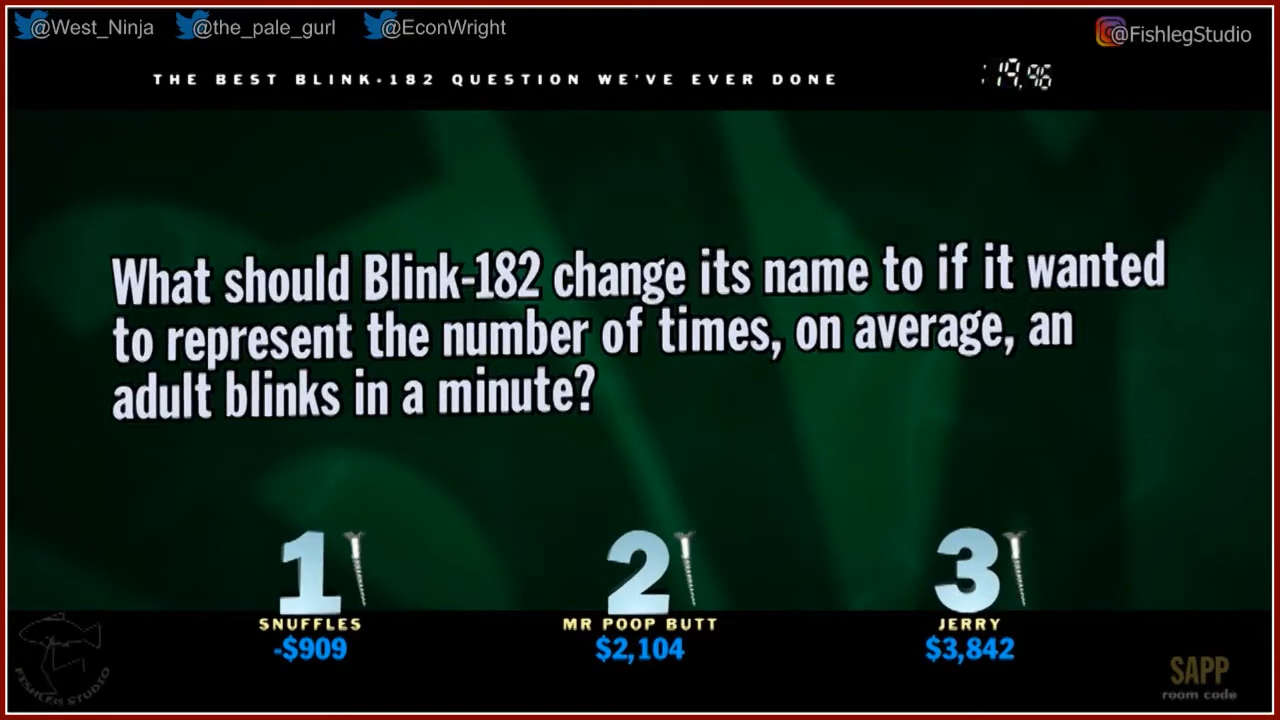 @West_Ninja @the_pale_gurl @EconWright @FishlegStudio
THE BEST BLINK-182 QUESTION WE'VE EVER DONE
:19.96
What should Blink-182 change its name to if it wanted
to represent the number of times, on average, an
adult blinks in a minute?
1 2 3
SNUFFLES MR POOP BUTT JERRY
-$909 $2,104 $3,842
FISHLEG STUDIO
SAPP
room code